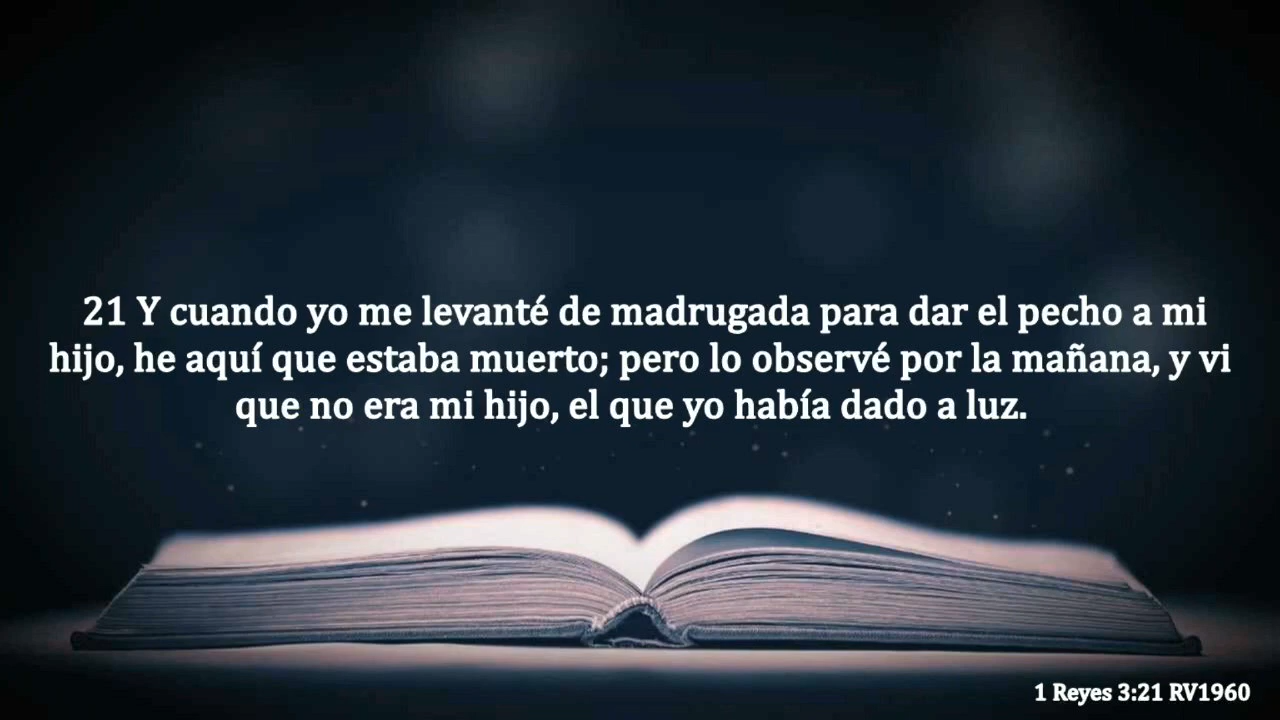 21 Y cuando yo me levanté de madrugada para dar el pecho a mi
hijo, he aquí que estaba muerto; pero lo observé por la mañana, y vi
que no era mi hijo, el que yo había dado a luz.
1 Reyes 3:21 RV1960